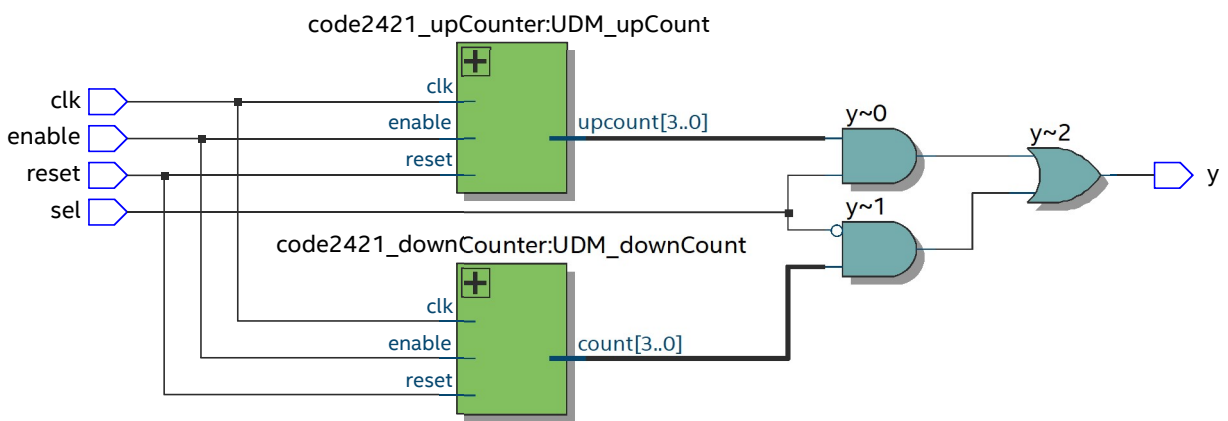 code2421_upCounter:UDM_upCount
clk
clk
enable
enable
upcount[3..0]
reset
reset
sel
y~0
y~1
y~2
y
code2421_downCounter:UDM_downCount
clk
enable
count[3..0]
reset